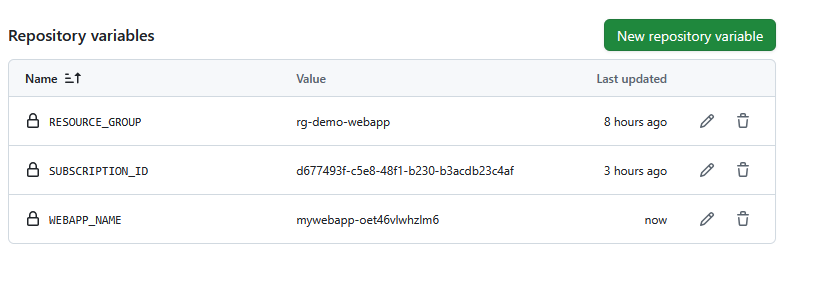 Repository variables
New repository variable
Name Value Last updated
RESOURCE_GROUP rg-demo-webapp 8 hours ago
SUBSCRIPTION_ID d677493f-c5e8-48f1-b230-b3acdb23c4af 3 hours ago
WEBAPP_NAME mywebapp-oet46vlwhzlm6 now